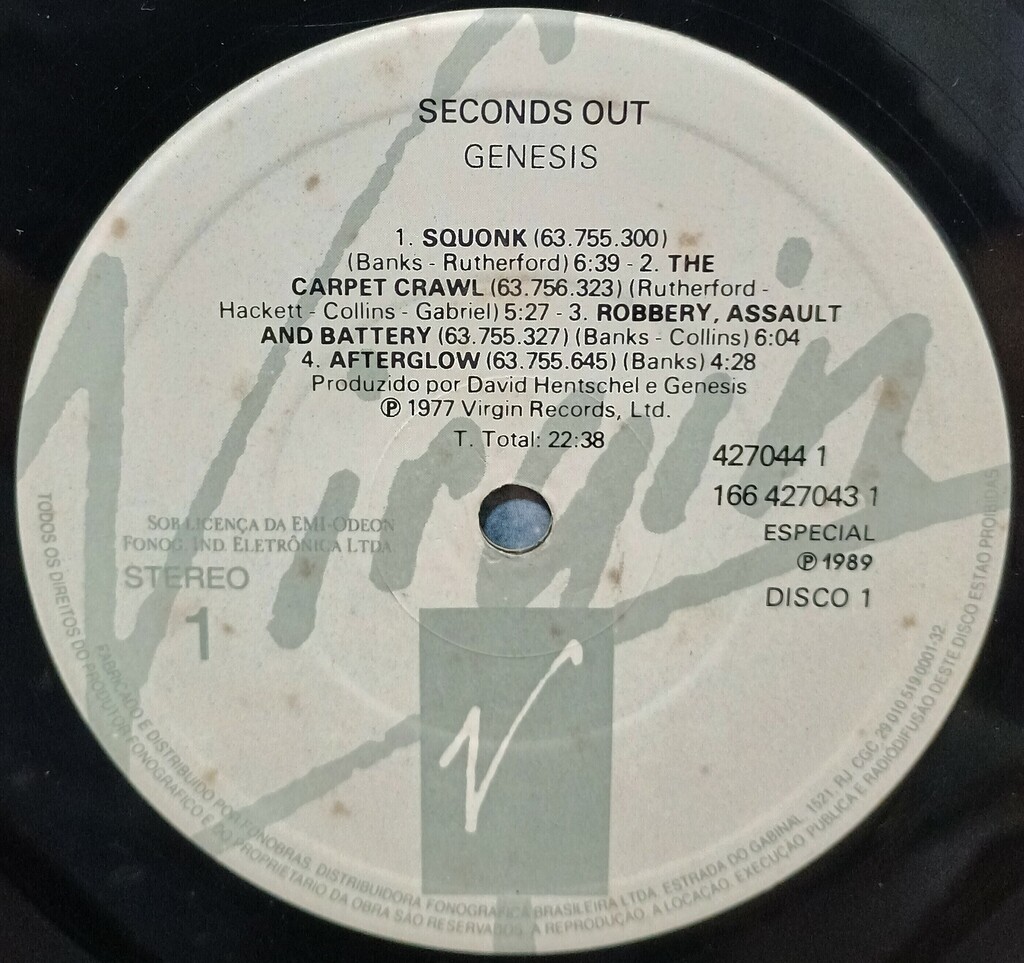 SECONDS OUT
GENESIS
1. SQUONK (63.755.300)
(Banks - Rutherford) 6:39 - 2. THE
CARPET CRAWL (63.756.323) (Rutherford -
Hackett - Collins - Gabriel) 5:27 - 3. ROBBERY, ASSAULT
AND BATTERY (63.755.327) (Banks - Collins) 6:04
4. AFTERGLOW (63.755.645) (Banks) 4:28
Produzido por David Hentschel e Genesis
℗ 1977 Virgin Records, Ltd.
T. Total: 22:38
427044 1
166 427043 1
ESPECIAL
℗ 1989
DISCO 1
SOB LICENÇA DA EMI-ODEON
FONOG. IND. ELETRÔNICA LTDA
STEREO
1
Virgin
V
FABRICADO E DISTRIBUIDO POR FONOBRAS. DISTRIBUIDORA FONOGRAFICA BRASILEIRA LTDA. ESTRADA DO GABINAL, 1521, RJ, CGC 29.010.519.0001-32
TODOS OS DIREITOS DO PRODUTOR FONOGRAFICO E DO PROPRIETARIO DA OBRA SÃO RESERVADOS. A REPRODUÇÃO, A LOCAÇÃO, EXECUÇÃO PUBLICA E RADIODIFUSÃO DESTE DISCO ESTAO PROIBIDAS